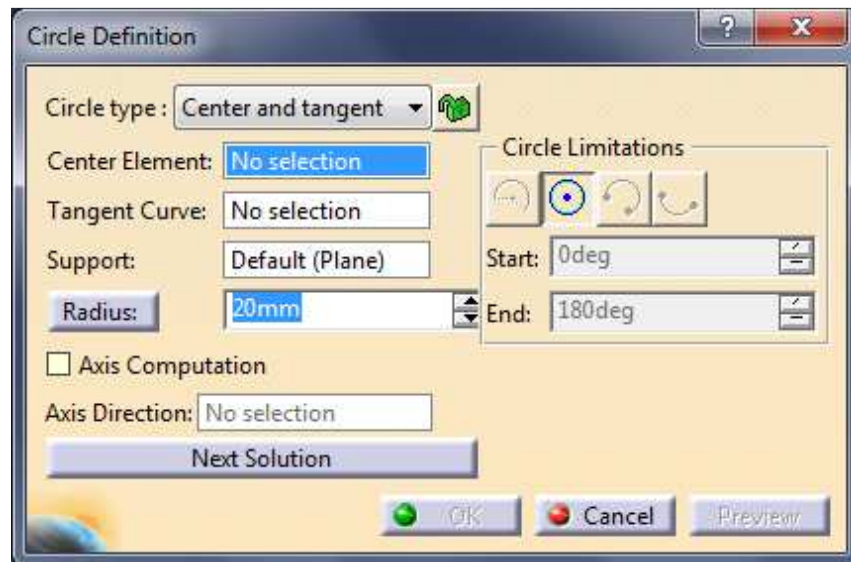 Circle Definition
?
X
Circle type : Center and tangent
Center Element: No selection
Tangent Curve: No selection
Support: Default (Plane)
Radius: 20mm
Axis Computation
Axis Direction: No selection
Next Solution
Circle Limitations
Start: 0deg
End: 180deg
OK
Cancel
Preview